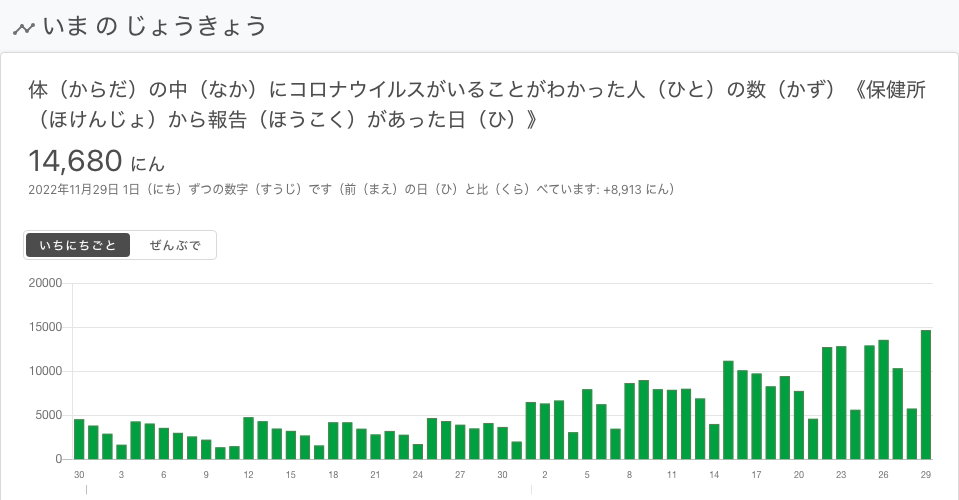 いまのじょうきょう
体（からだ）の中（なか）にコロナウイルスがいることがわかった人（ひと）の数（かず）《保健所
（ほけんじょ）から報告（ほうこく）があった日（ひ）》
14,680 にん
2022年11月29日 1日（にち）ずつの数字（すうじ）です（前（まえ）の日（ひ）と比（くら）べています: +8,913 にん）
いちにちごと ぜんぶで
20000
15000
10000
5000
0
30 3 6 9 12 15 18 21 24 27 30 2 5 8 11 14 17 20 23 26 29